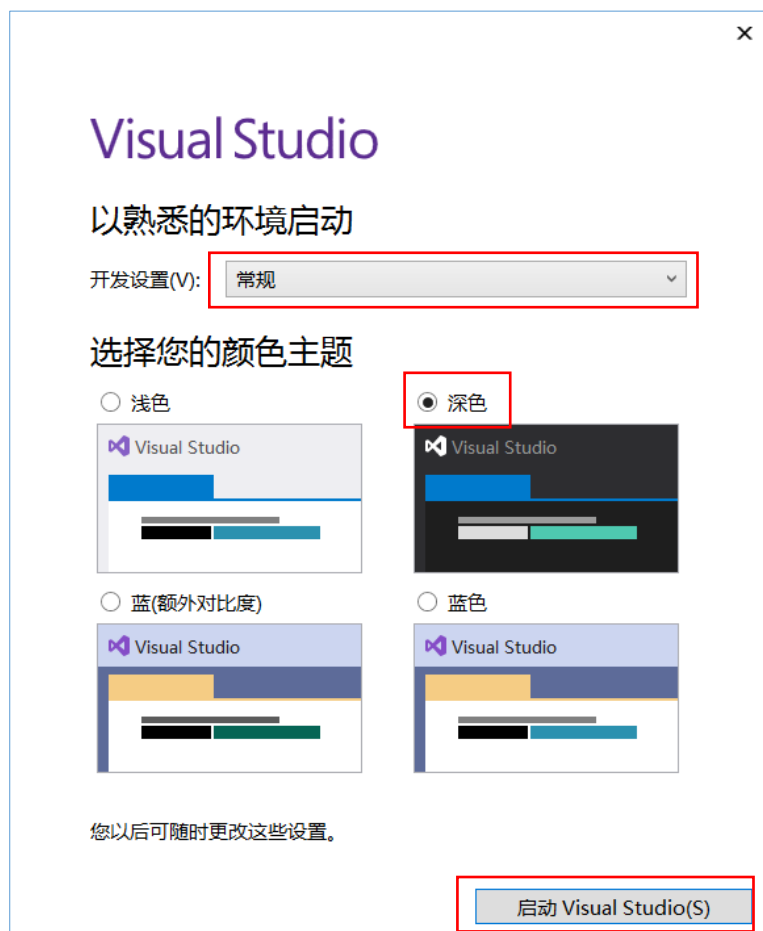 Visual Studio
以熟悉的环境启动
开发设置(V): 常规
选择您的颜色主题
浅色 深色
Visual Studio Visual Studio
蓝(额外对比度) 蓝色
Visual Studio Visual Studio
您以后可随时更改这些设置。
启动 Visual Studio(S)